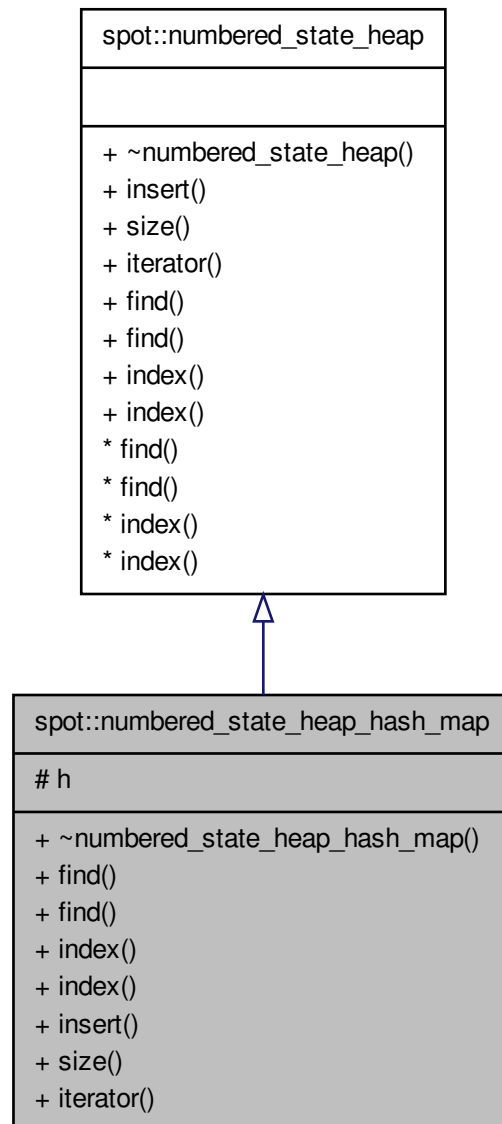 spot::numbered_state_heap
+ ~numbered_state_heap()
+ insert()
+ size()
+ iterator()
+ find()
+ find()
+ index()
+ index()
* find()
* find()
* index()
* index()
spot::numbered_state_heap_hash_map
# h
+ ~numbered_state_heap_hash_map()
+ find()
+ find()
+ index()
+ index()
+ insert()
+ size()
+ iterator()